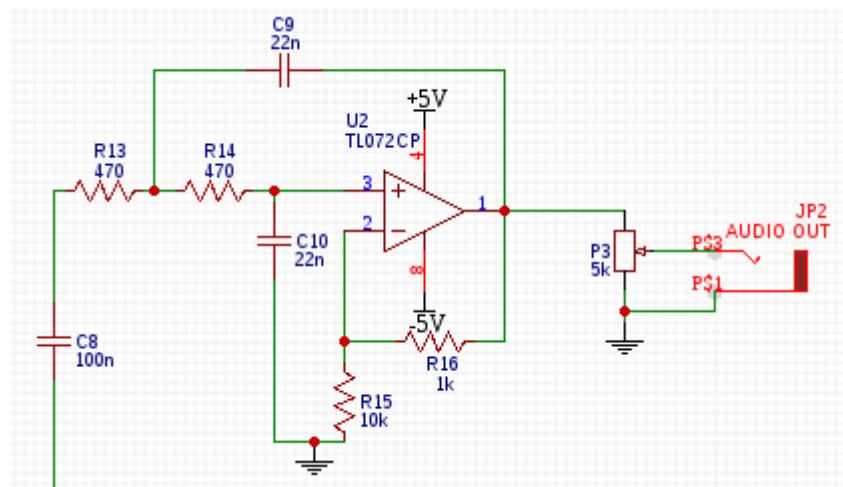 C9
22n
+5V
U2
TL072CP
4
R13
470
R14
470
3
+
1
2
−
JP2
AUDIO OUT
P$3
P3
5k
P$1
C10
22n
8
-5V
C8
100n
R16
1k
R15
10k